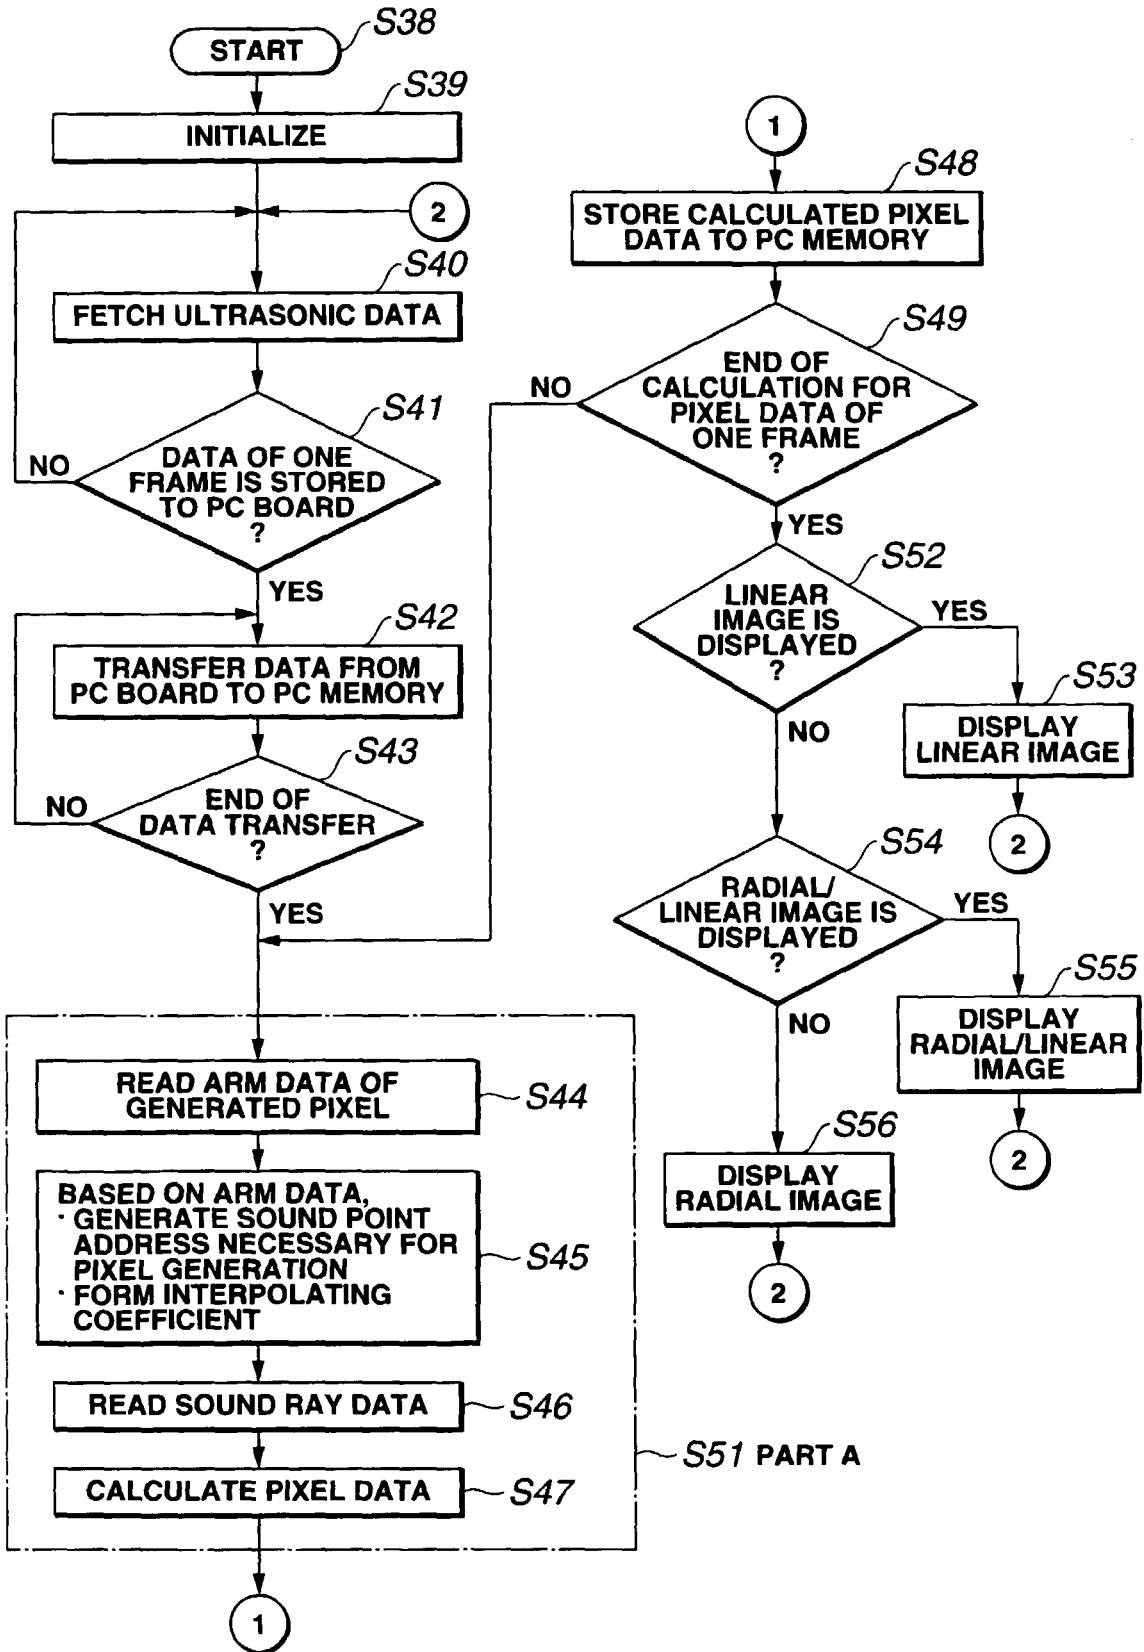 START
S38
S39
INITIALIZE
2
S40
FETCH ULTRASONIC DATA
S41
DATA OF ONE
FRAME IS STORED
TO PC BOARD
?
NO
YES
S42
TRANSFER DATA FROM
PC BOARD TO PC MEMORY
S43
END OF
DATA TRANSFER
?
NO
YES
READ ARM DATA OF
GENERATED PIXEL
S44
BASED ON ARM DATA,
· GENERATE SOUND POINT
ADDRESS NECESSARY FOR
PIXEL GENERATION
· FORM INTERPOLATING
COEFFICIENT
S45
READ SOUND RAY DATA
S46
CALCULATE PIXEL DATA
S47
S51 PART A
1
1
S48
STORE CALCULATED PIXEL
DATA TO PC MEMORY
S49
END OF
CALCULATION FOR
PIXEL DATA OF
ONE FRAME
?
NO
YES
S52
LINEAR
IMAGE IS
DISPLAYED
?
YES
NO
S53
DISPLAY
LINEAR IMAGE
2
S54
RADIAL/
LINEAR IMAGE IS
DISPLAYED
?
YES
NO
S55
DISPLAY
RADIAL/LINEAR
IMAGE
2
S56
DISPLAY
RADIAL IMAGE
2